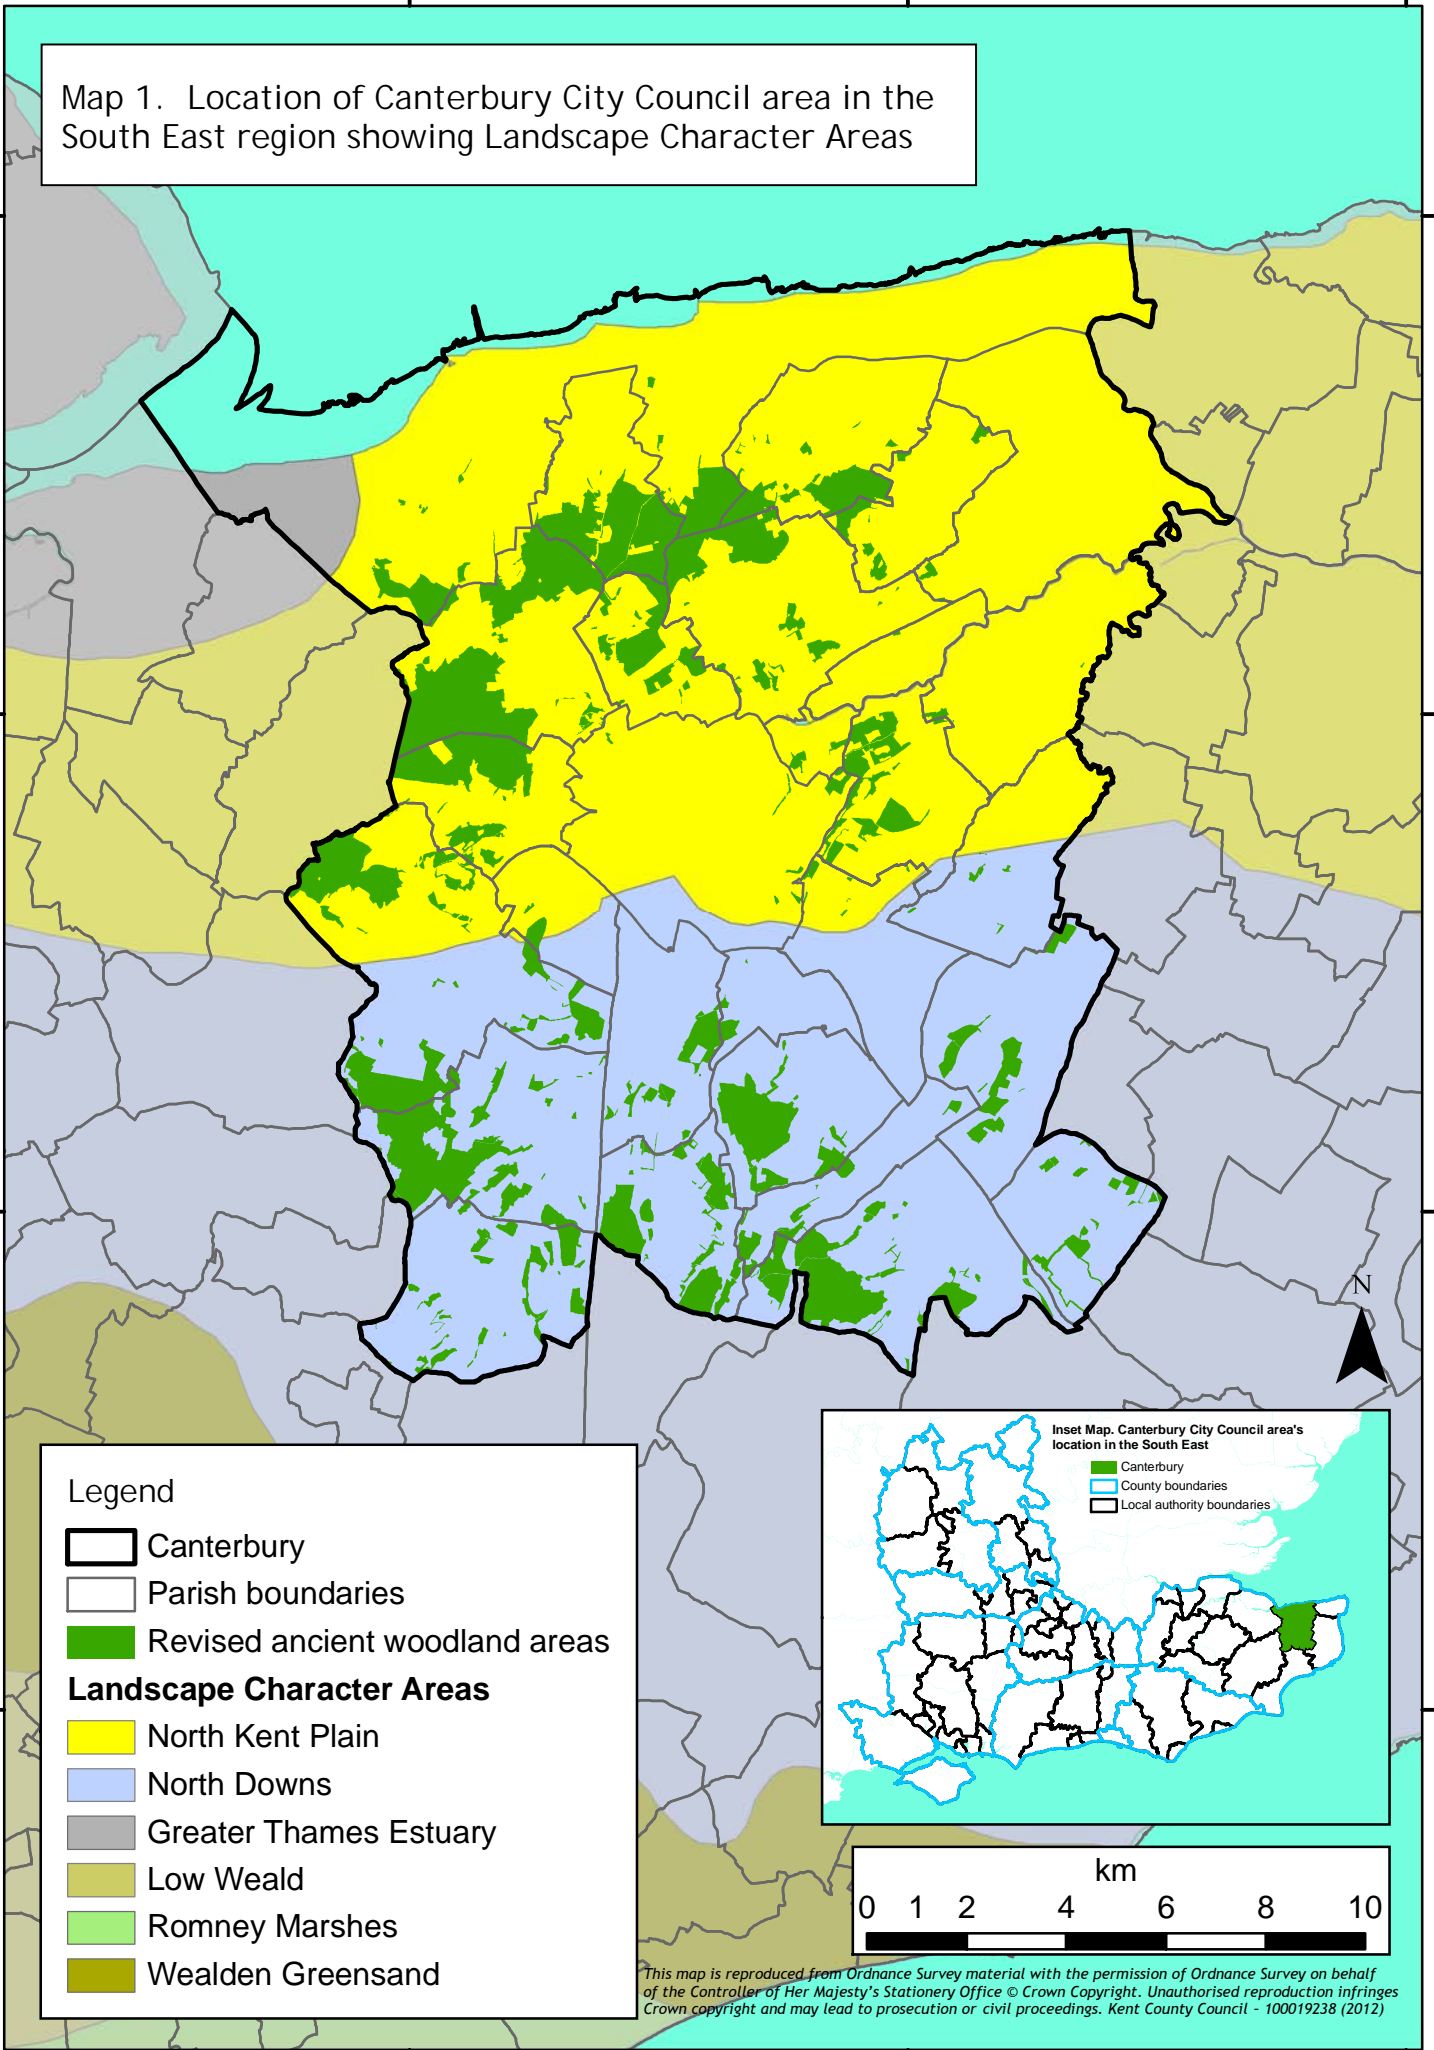 Map 1. Location of Canterbury City Council area in the
South East region showing Landscape Character Areas
N
Inset Map. Canterbury City Council area's
location in the South East
Canterbury
County boundaries
Local authority boundaries
Legend
Canterbury
Parish boundaries
Revised ancient woodland areas
Landscape Character Areas
North Kent Plain
North Downs
Greater Thames Estuary
Low Weald
Romney Marshes
Wealden Greensand
km
0 1 2 4 6 8 10
This map is reproduced from Ordnance Survey material with the permission of Ordnance Survey on behalf
of the Controller of Her Majesty's Stationery Office © Crown Copyright. Unauthorised reproduction infringes
Crown copyright and may lead to prosecution or civil proceedings. Kent County Council - 100019238 (2012)